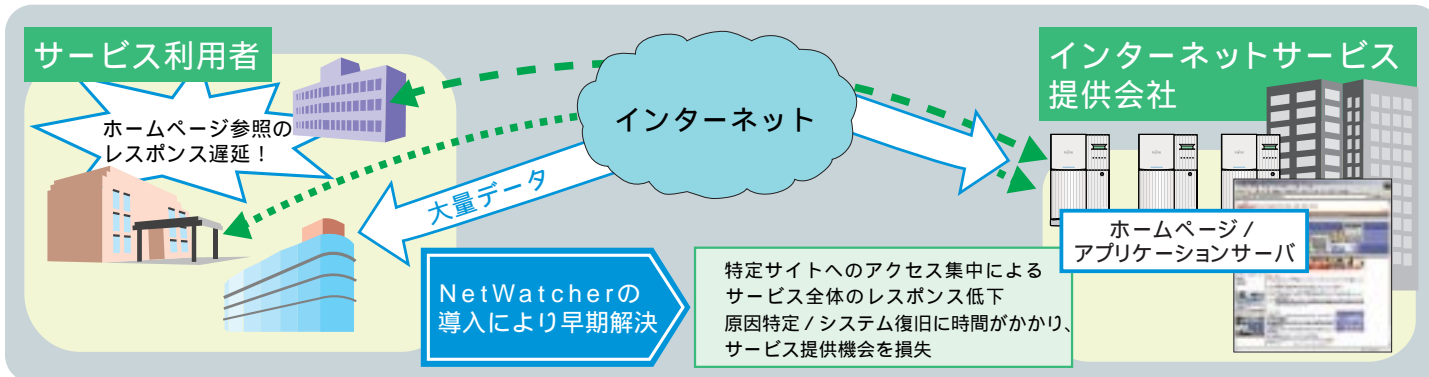 サービス利用者
ホームページ参照の
レスポンス遅延!
インターネット
大量データ
インターネットサービス
提供会社
ホームページ /
アプリケーションサーバ
NetWatcherの
導入により早期解決
特定サイトへのアクセス集中による
サービス全体のレスポンス低下
原因特定 / システム復旧に時間がかかり、
サービス提供機会を損失